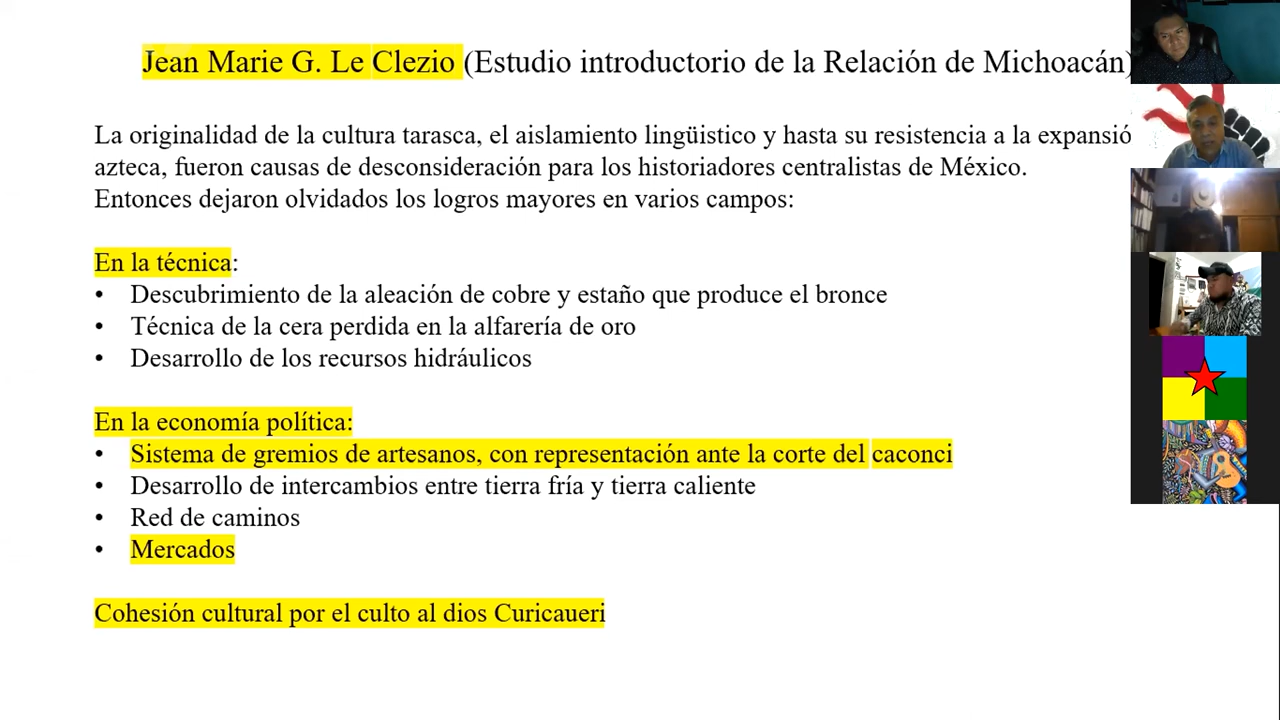 Jean Marie G. Le Clezio (Estudio introductorio de la Relación de Michoacán)
La originalidad de la cultura tarasca, el aislamiento lingüistico y hasta su resistencia a la expansió
azteca, fueron causas de desconsideración para los historiadores centralistas de México.
Entonces dejaron olvidados los logros mayores en varios campos:
En la técnica:
• Descubrimiento de la aleación de cobre y estaño que produce el bronce
• Técnica de la cera perdida en la alfarería de oro
• Desarrollo de los recursos hidráulicos
En la economía política:
• Sistema de gremios de artesanos, con representación ante la corte del caconci
• Desarrollo de intercambios entre tierra fría y tierra caliente
• Red de caminos
• Mercados
Cohesión cultural por el culto al dios Curicaueri